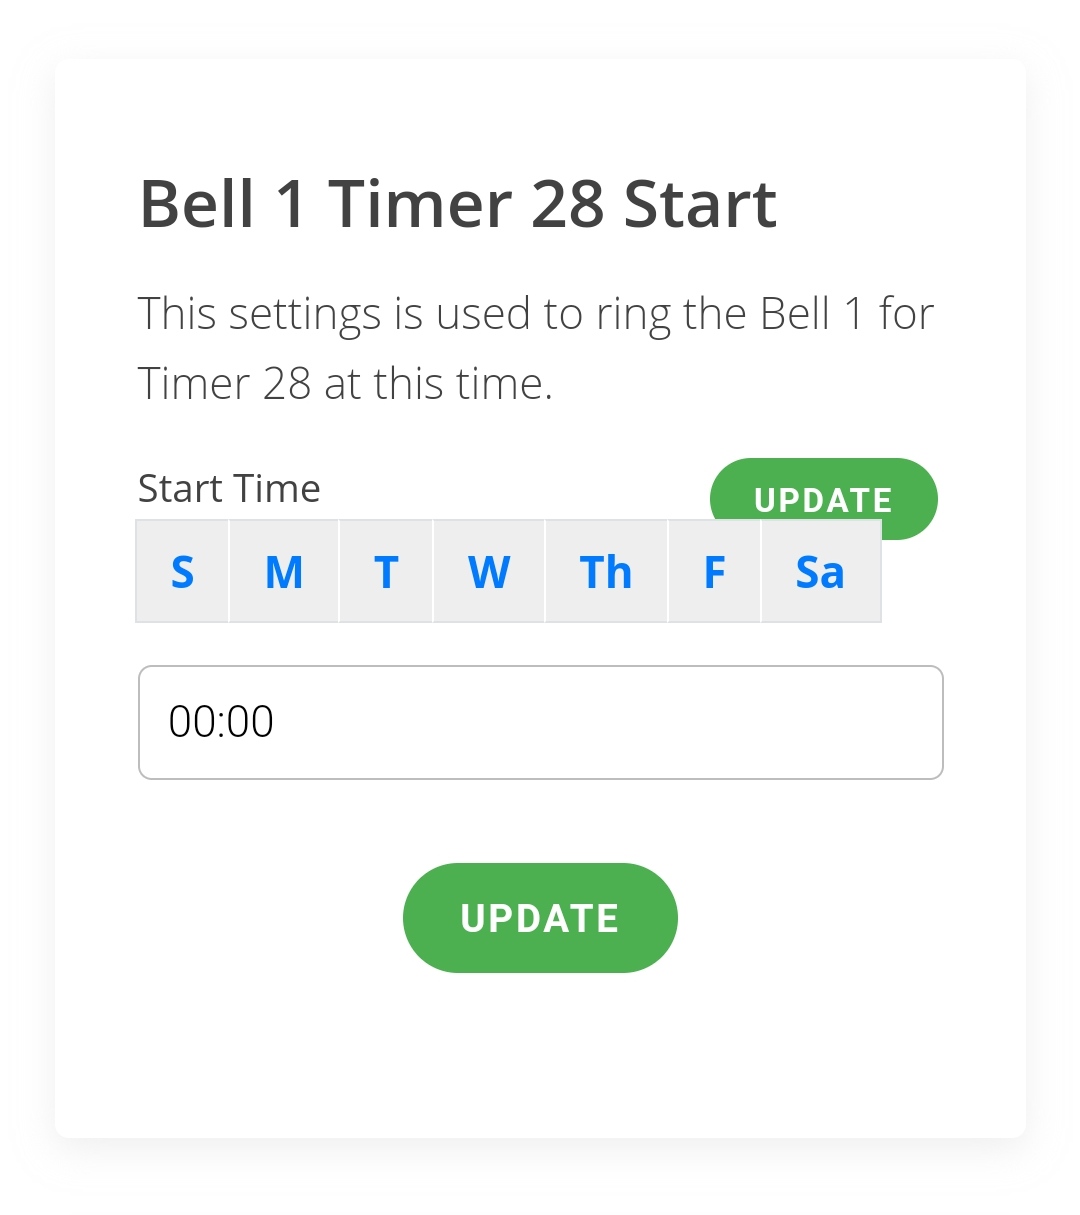 Bell 1 Timer 28 Start
This settings is used to ring the Bell 1 for
Timer 28 at this time.
Start Time
UPDATE
S M T W Th F Sa
00:00
UPDATE